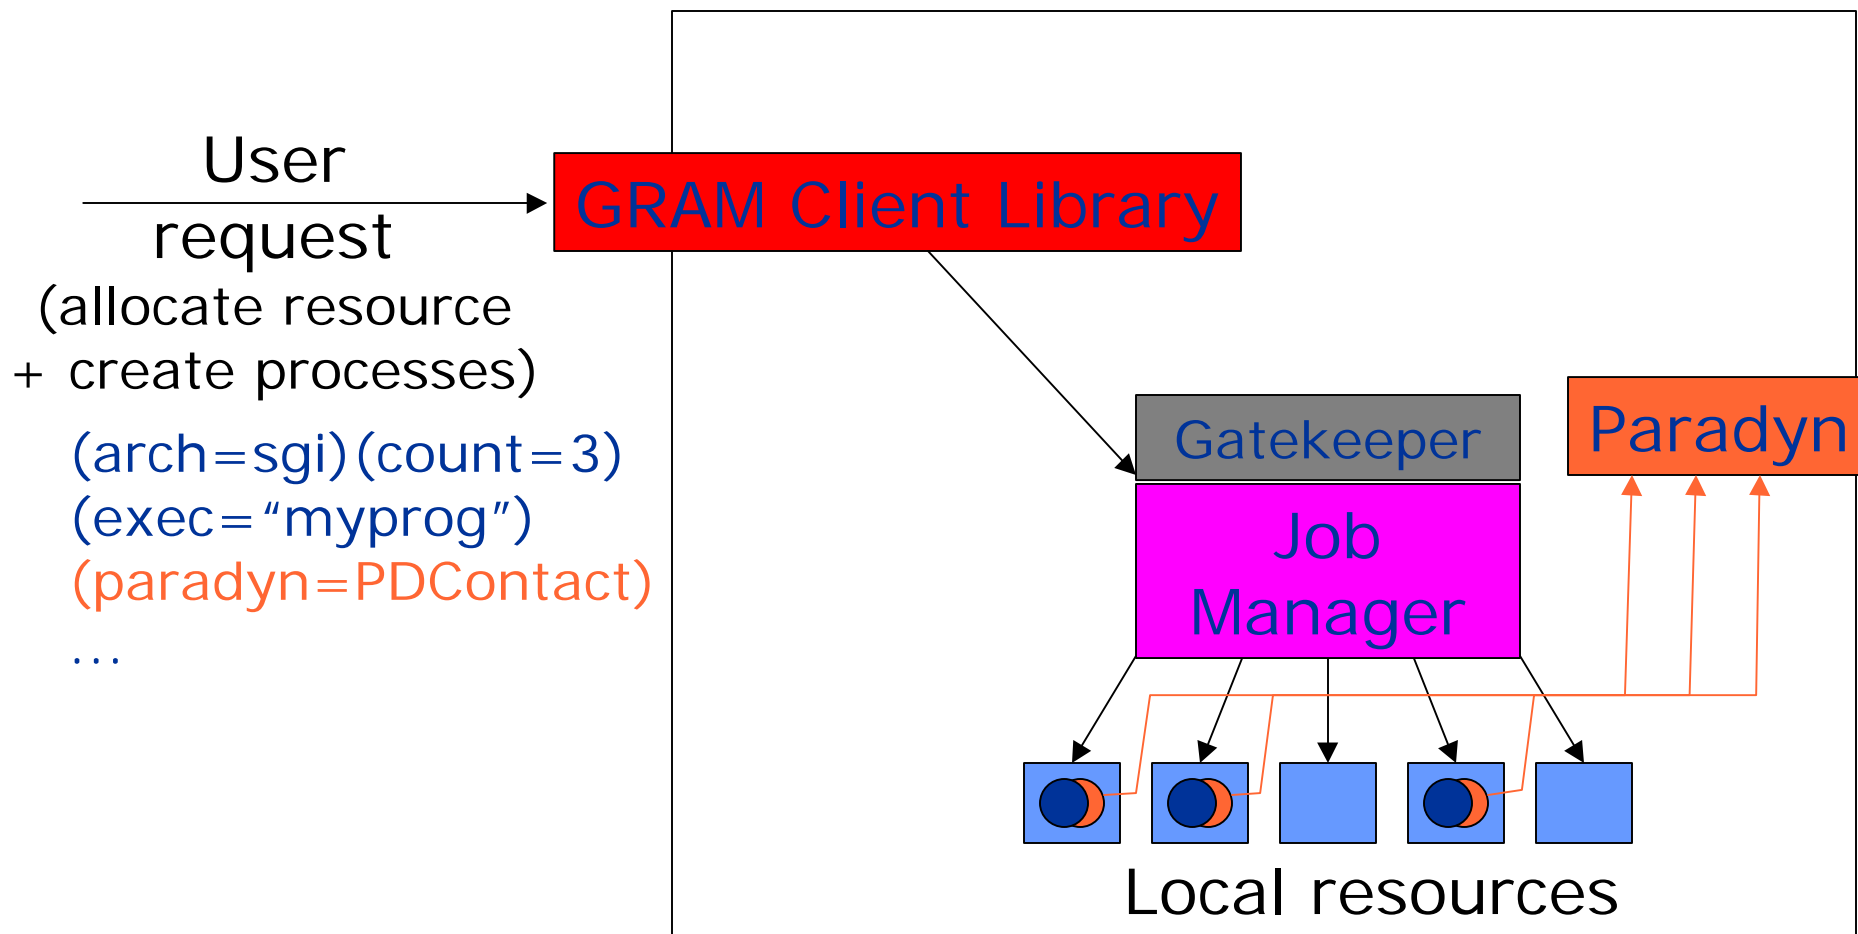 User
request
(allocate resource
+ create processes)
(arch=sgi)(count=3)
(exec=“myprog”)
(paradyn=PDContact)
...
GRAM Client Library
Gatekeeper
Job
Manager
Paradyn
Local resources